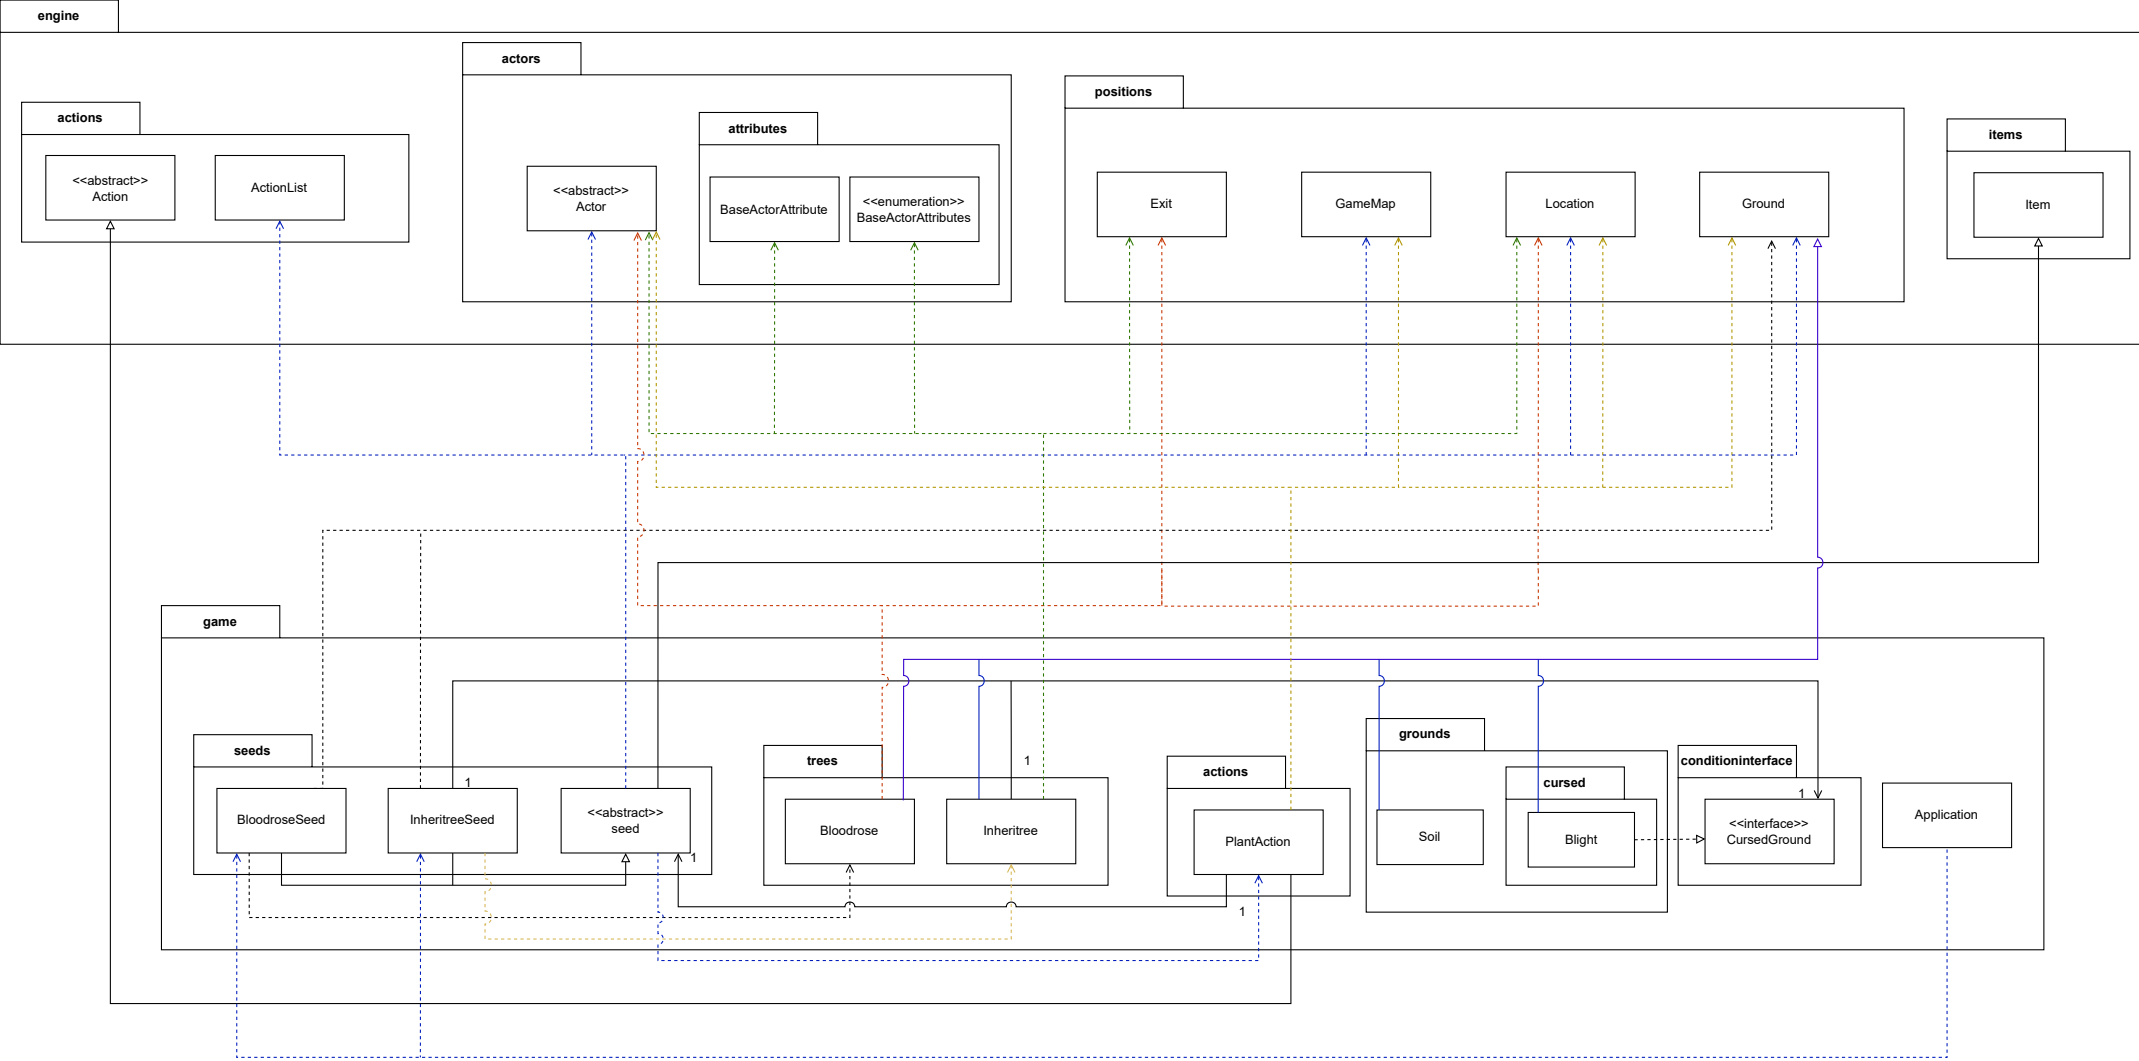 engine
actors
positions
actions
attributes
items
<<abstract>>
Action
ActionList
<<abstract>>
Actor
BaseActorAttribute
<<enumeration>>
BaseActorAttributes
Exit
GameMap
Location
Ground
Item
game
seeds
trees
actions
grounds
cursed
conditioninterface
1
1
1
BloodroseSeed
InheritreeSeed
<<abstract>>
seed
Bloodrose
Inheritree
PlantAction
Soil
Blight
<<interface>>
CursedGround
Application
1
1